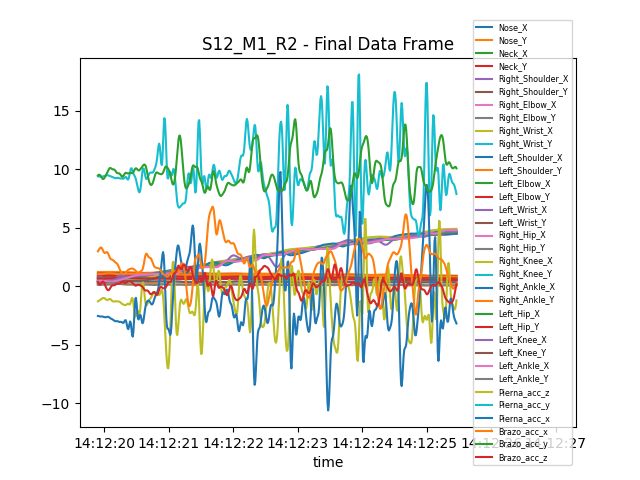 S12_M1_R2 - Final Data Frame
15
10
5
0
−5
−10
14:12:20 14:12:21 14:12:22 14:12:23 14:12:24 14:12:25 14:12:27
time
Nose_X
Nose_Y
Neck_X
Neck_Y
Right_Shoulder_X
Right_Shoulder_Y
Right_Elbow_X
Right_Elbow_Y
Right_Wrist_X
Right_Wrist_Y
Left_Shoulder_X
Left_Shoulder_Y
Left_Elbow_X
Left_Elbow_Y
Left_Wrist_X
Left_Wrist_Y
Right_Hip_X
Right_Hip_Y
Right_Knee_X
Right_Knee_Y
Right_Ankle_X
Right_Ankle_Y
Left_Hip_X
Left_Hip_Y
Left_Knee_X
Left_Knee_Y
Left_Ankle_X
Left_Ankle_Y
Pierna_acc_z
Pierna_acc_y
Pierna_acc_x
Brazo_acc_x
Brazo_acc_y
Brazo_acc_z